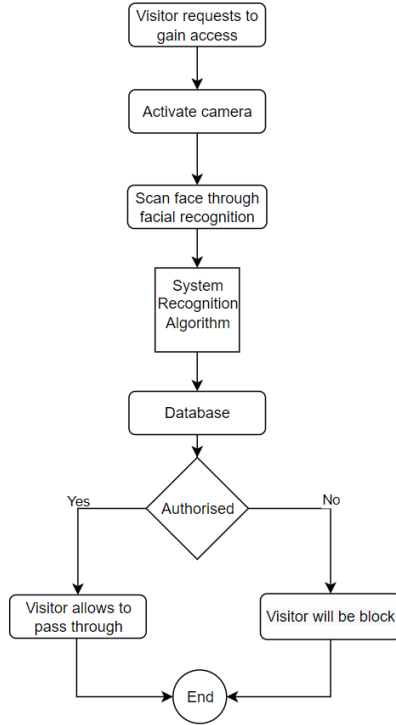 Visitor requests to
gain access
Activate camera
Scan face through
facial recognition
System
Recognition
Algorithm
Database
Authorised
Yes
No
Visitor allows to
pass through
Visitor will be block
End